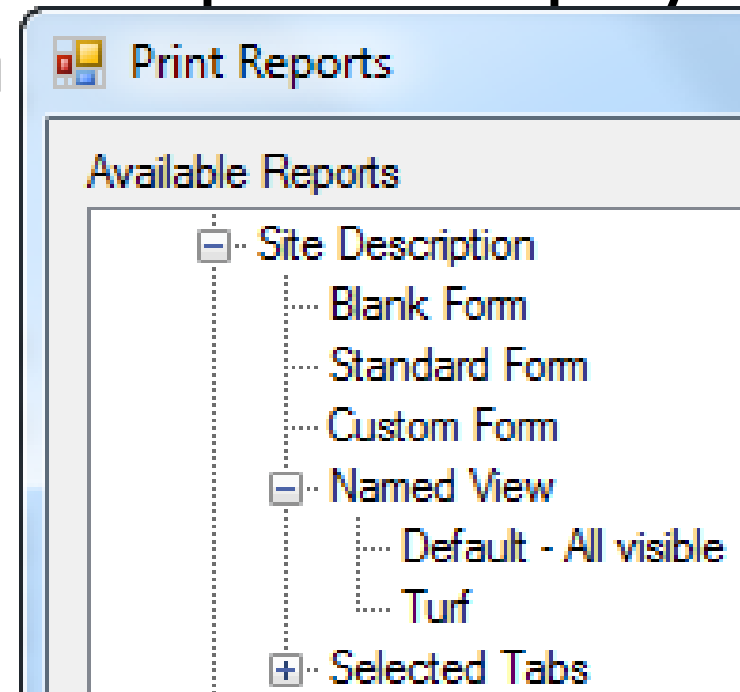 Print Reports
Available Reports
Site Description
Blank Form
Standard Form
Custom Form
Named View
Default - All visible
Turf
Selected Tabs